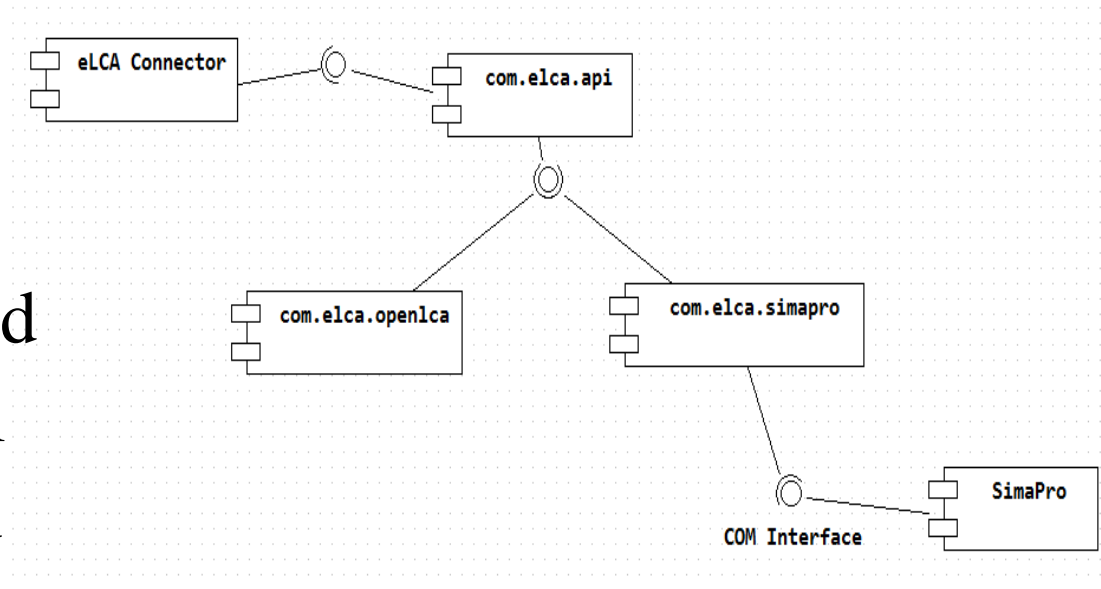 eLCA Connector
com.elca.api
d
com.elca.openlca
com.elca.simapro
SimaPro
COM Interface